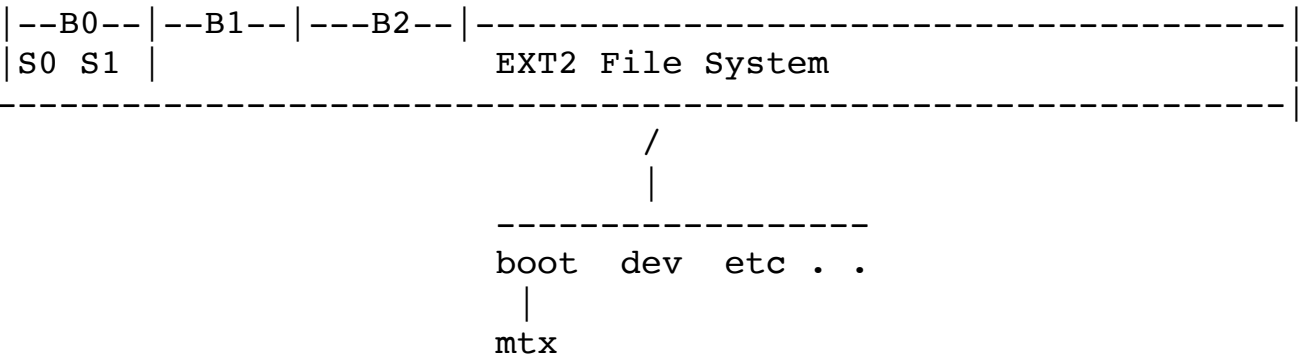 |--B0--|--B1--|---B2--|---------------------------------------|
|S0 S1 |                EXT2 File System                      |
--------------------------------------------------------------|
                               /
                               |
                        ------------------
                        boot  dev  etc . .
                         |
                        mtx